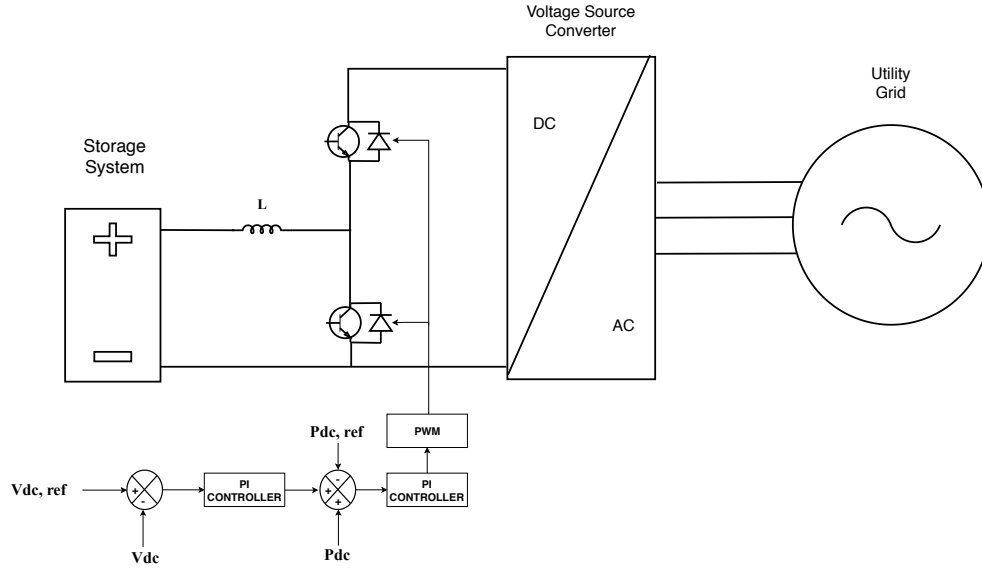 Voltage Source
Converter
Utility
Grid
DC
Storage
System
L
AC
PWM
Pdc, ref
-
Vdc, ref
+
-
PI
CONTROLLER
+
+
PI
CONTROLLER
Vdc
Pdc